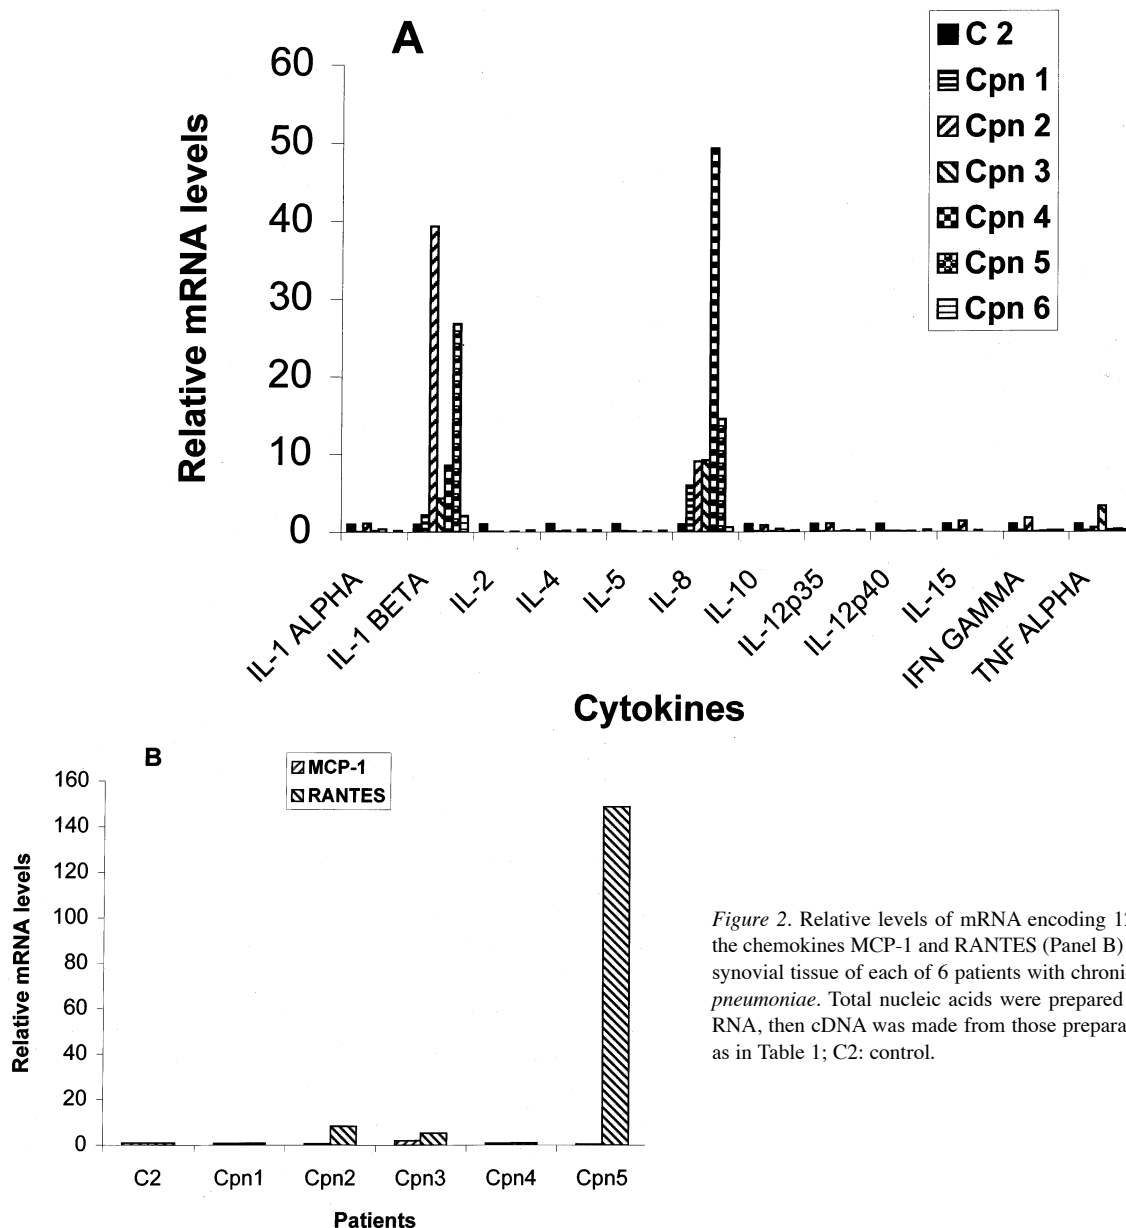 A
C 2
Cpn 1
Cpn 2
Cpn 3
Cpn 4
Cpn 5
Cpn 6
60
50
40
30
20
10
0
Relative mRNA levels
IL-1 ALPHA
IL-1 BETA
IL-2
IL-4
IL-5
IL-8
IL-10
IL-12p35
IL-12p40
IL-15
IFN GAMMA
TNF ALPHA
Cytokines
B
MCP-1
RANTES
160
140
120
100
80
60
40
20
0
Relative mRNA levels
C2
Cpn1
Cpn2
Cpn3
Cpn4
Cpn5
Patients
Figure 2. Relative levels of mRNA encoding
the chemokines MCP-1 and RANTES (Panel B)
synovial tissue of each of 6 patients with
pneumoniae. Total nucleic acids were prepared
RNA, then cDNA was made from those
as in Table 1; C2: control.